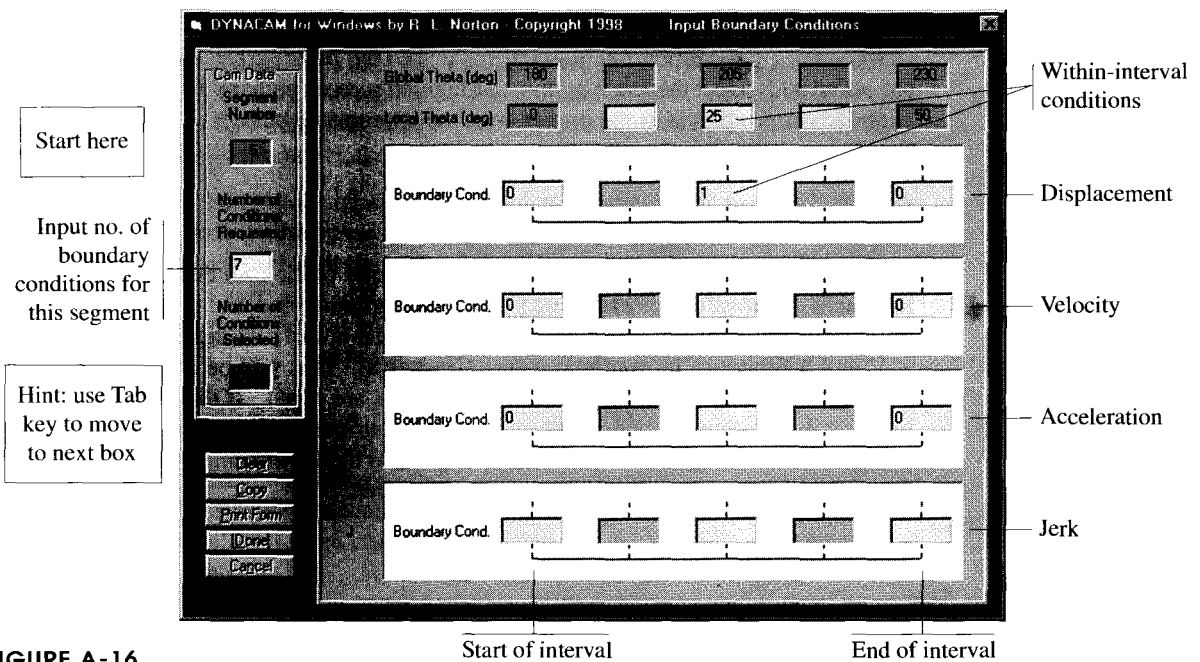 DYNACAM for Windows by R. L. Norton - Copyright 1998 Input Boundary Conditions
Cam Data
Segment
Number
Number of
Conditions
Requested
7
Number of
Conditions
Selected
Clear
Copy
Print Form
Done
Cancel
Global Theta (deg) 180 205 230
Local Theta (deg) 0 25 50
Boundary Cond. 0 1 0
Boundary Cond. 0 0
Boundary Cond. 0 0
Boundary Cond.
Start here
Input no. of
boundary
conditions for
this segment
Hint: use Tab
key to move
to next box
Within-interval
conditions
Displacement
Velocity
Acceleration
Jerk
Start of interval
End of interval
FIGURE A-16